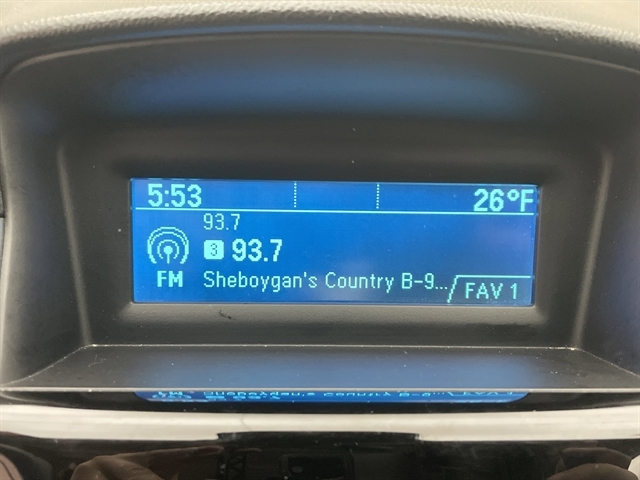 5:53 26°F
93.7
3 93.7
FM Sheboygan's Country B-9... FAV 1